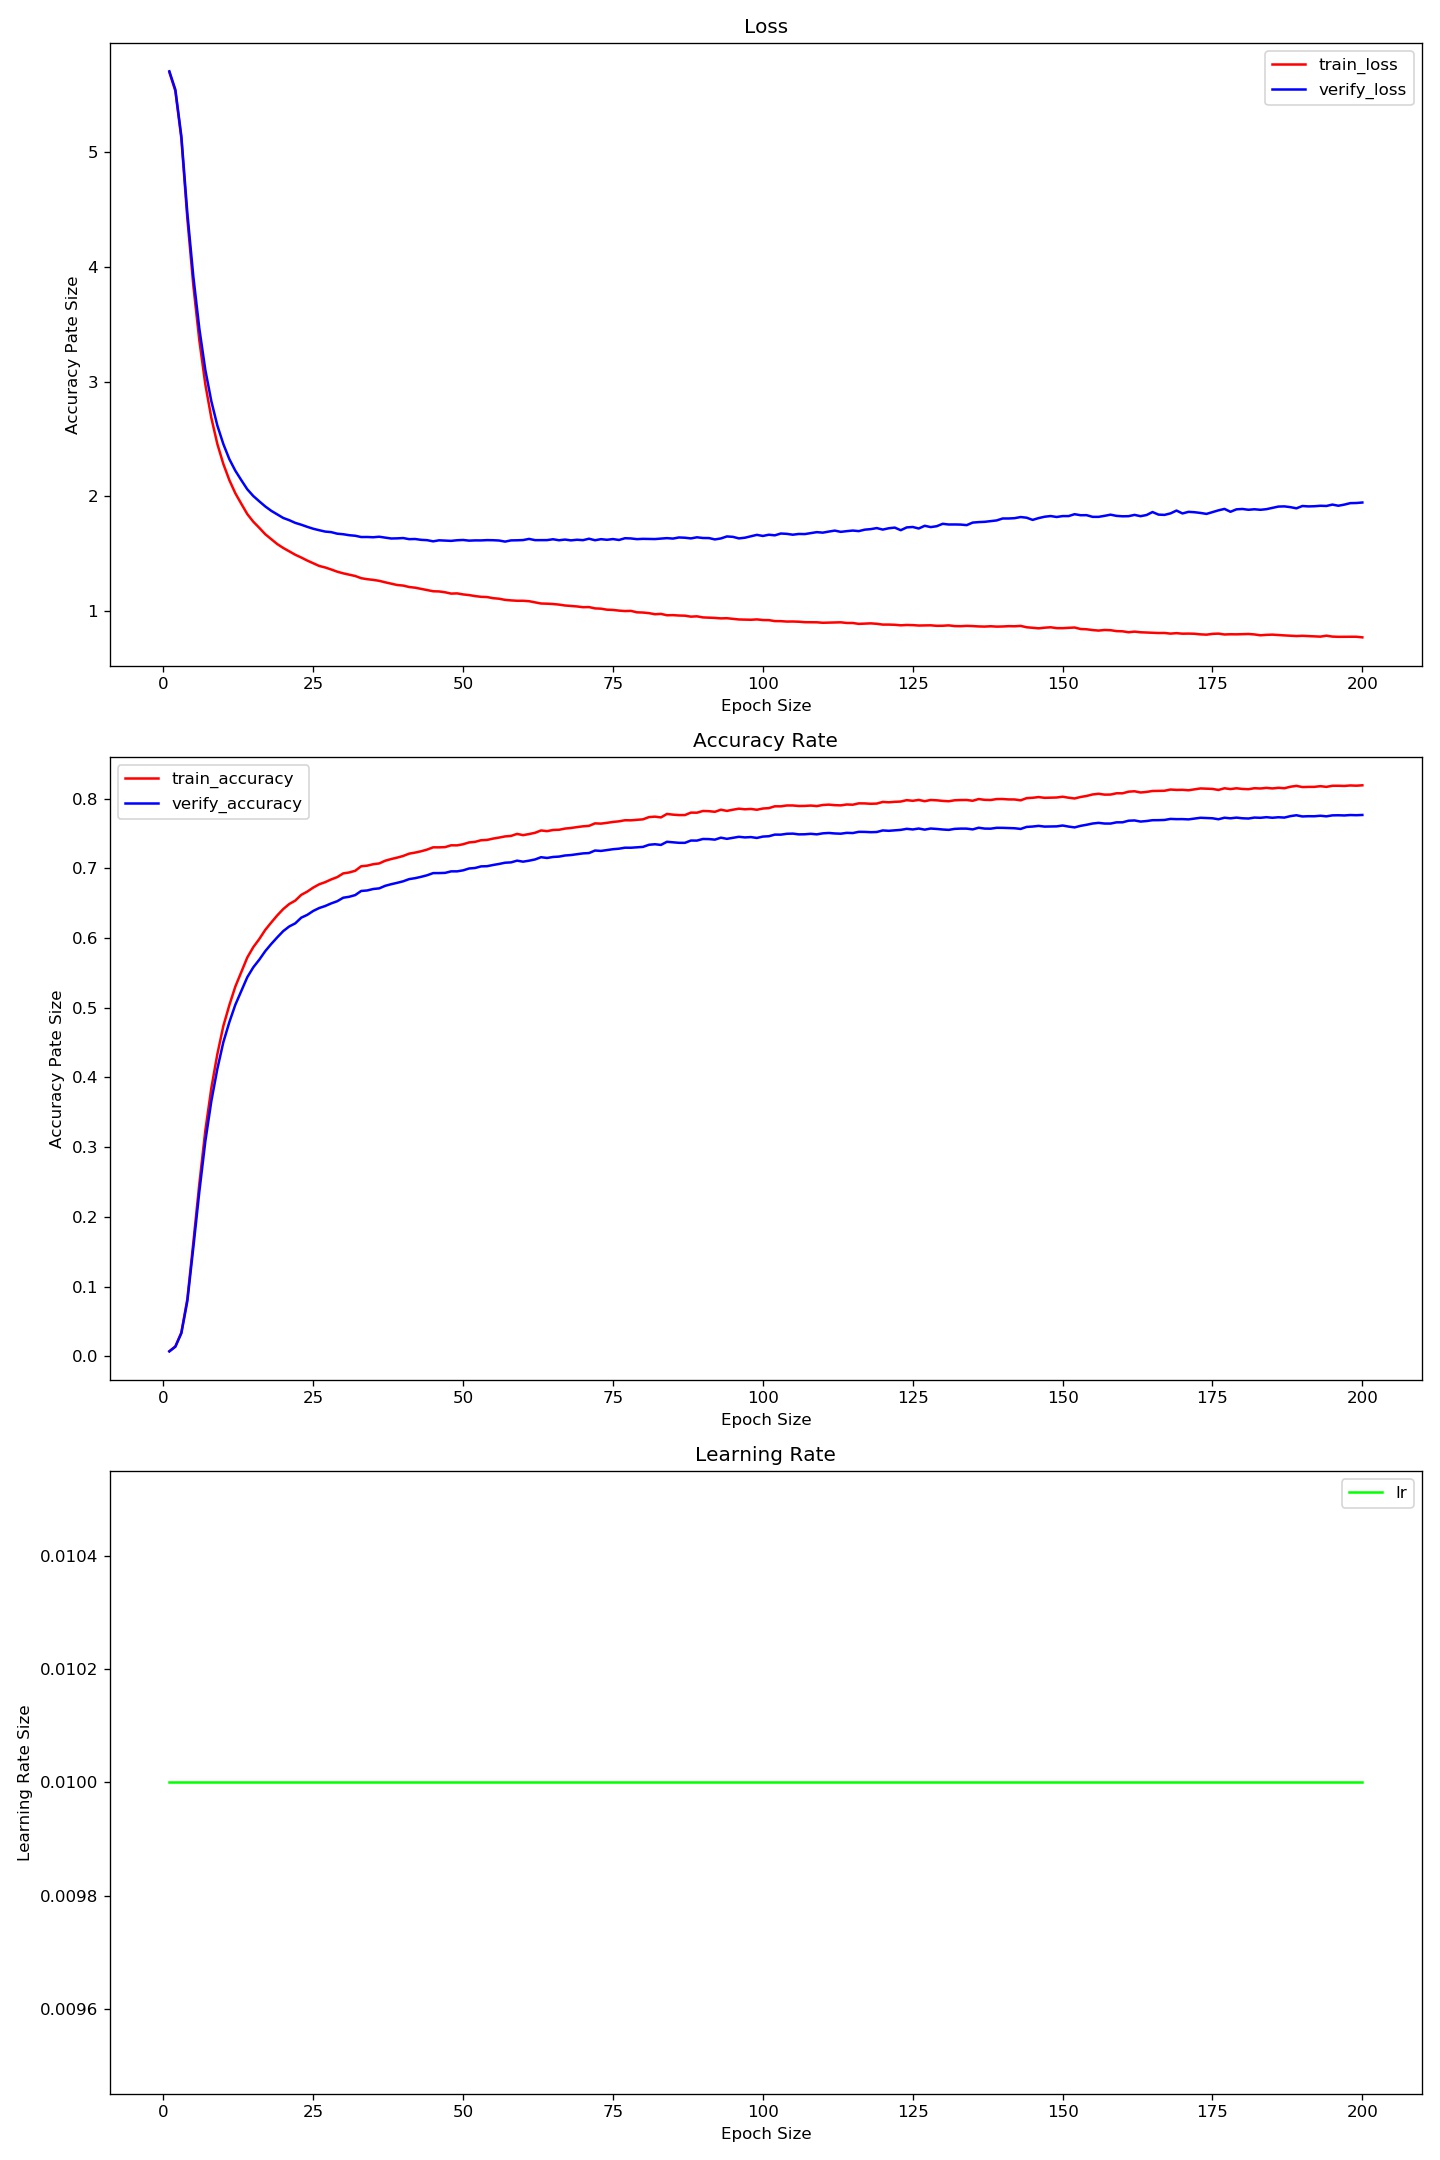 Loss
train_loss
verify_loss
5
4
3
2
1
Accuracy Pate Size
0 25 50 75 100 125 150 175 200
Epoch Size
Accuracy Rate
train_accuracy
verify_accuracy
0.8
0.7
0.6
0.5
0.4
0.3
0.2
0.1
0.0
Accuracy Pate Size
0 25 50 75 100 125 150 175 200
Epoch Size
Learning Rate
lr
0.0104
0.0102
0.0100
0.0098
0.0096
Learning Rate Size
0 25 50 75 100 125 150 175 200
Epoch Size